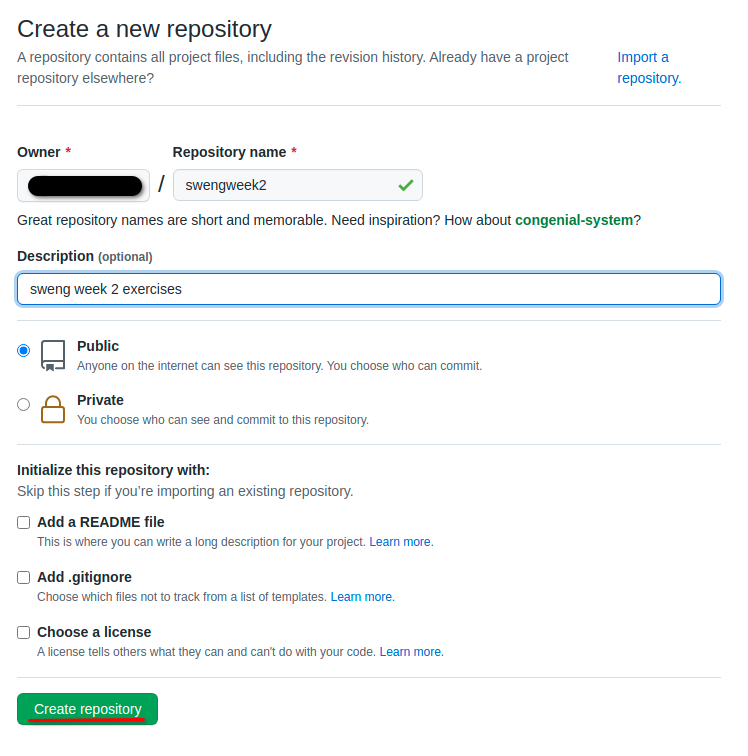 Create a new repository
A repository contains all project files, including the revision history. Already have a project
repository elsewhere?
Import a
repository.
Owner *
Repository name *
/
swengweek2
Great repository names are short and memorable. Need inspiration? How about congenial-system?
Description (optional)
sweng week 2 exercises
Public
Anyone on the internet can see this repository. You choose who can commit.
Private
You choose who can see and commit to this repository.
Initialize this repository with:
Skip this step if you’re importing an existing repository.
Add a README file
This is where you can write a long description for your project. Learn more.
Add .gitignore
Choose which files not to track from a list of templates. Learn more.
Choose a license
A license tells others what they can and can't do with your code. Learn more.
Create repository